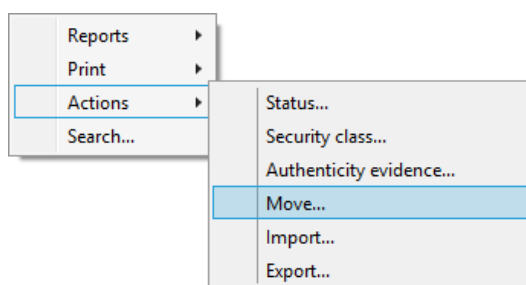 Reports
Print
Actions
Search...
Status...
Security class...
Authenticity evidence...
Move...
Import...
Export...